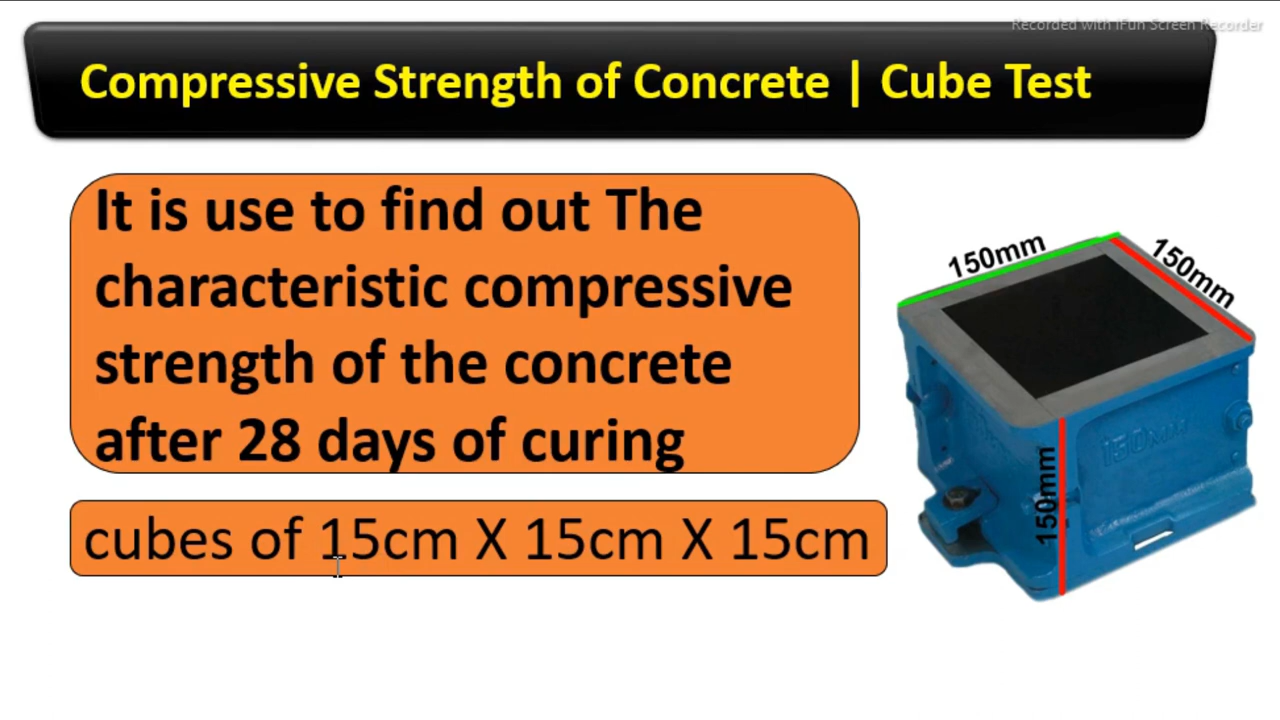 Recorded with iFun Screen Recorder
Compressive Strength of Concrete | Cube Test
It is use to find out The
characteristic compressive
strength of the concrete
after 28 days of curing
cubes of 15cm X 15cm X 15cm
150mm
150mm
150mm
150mm